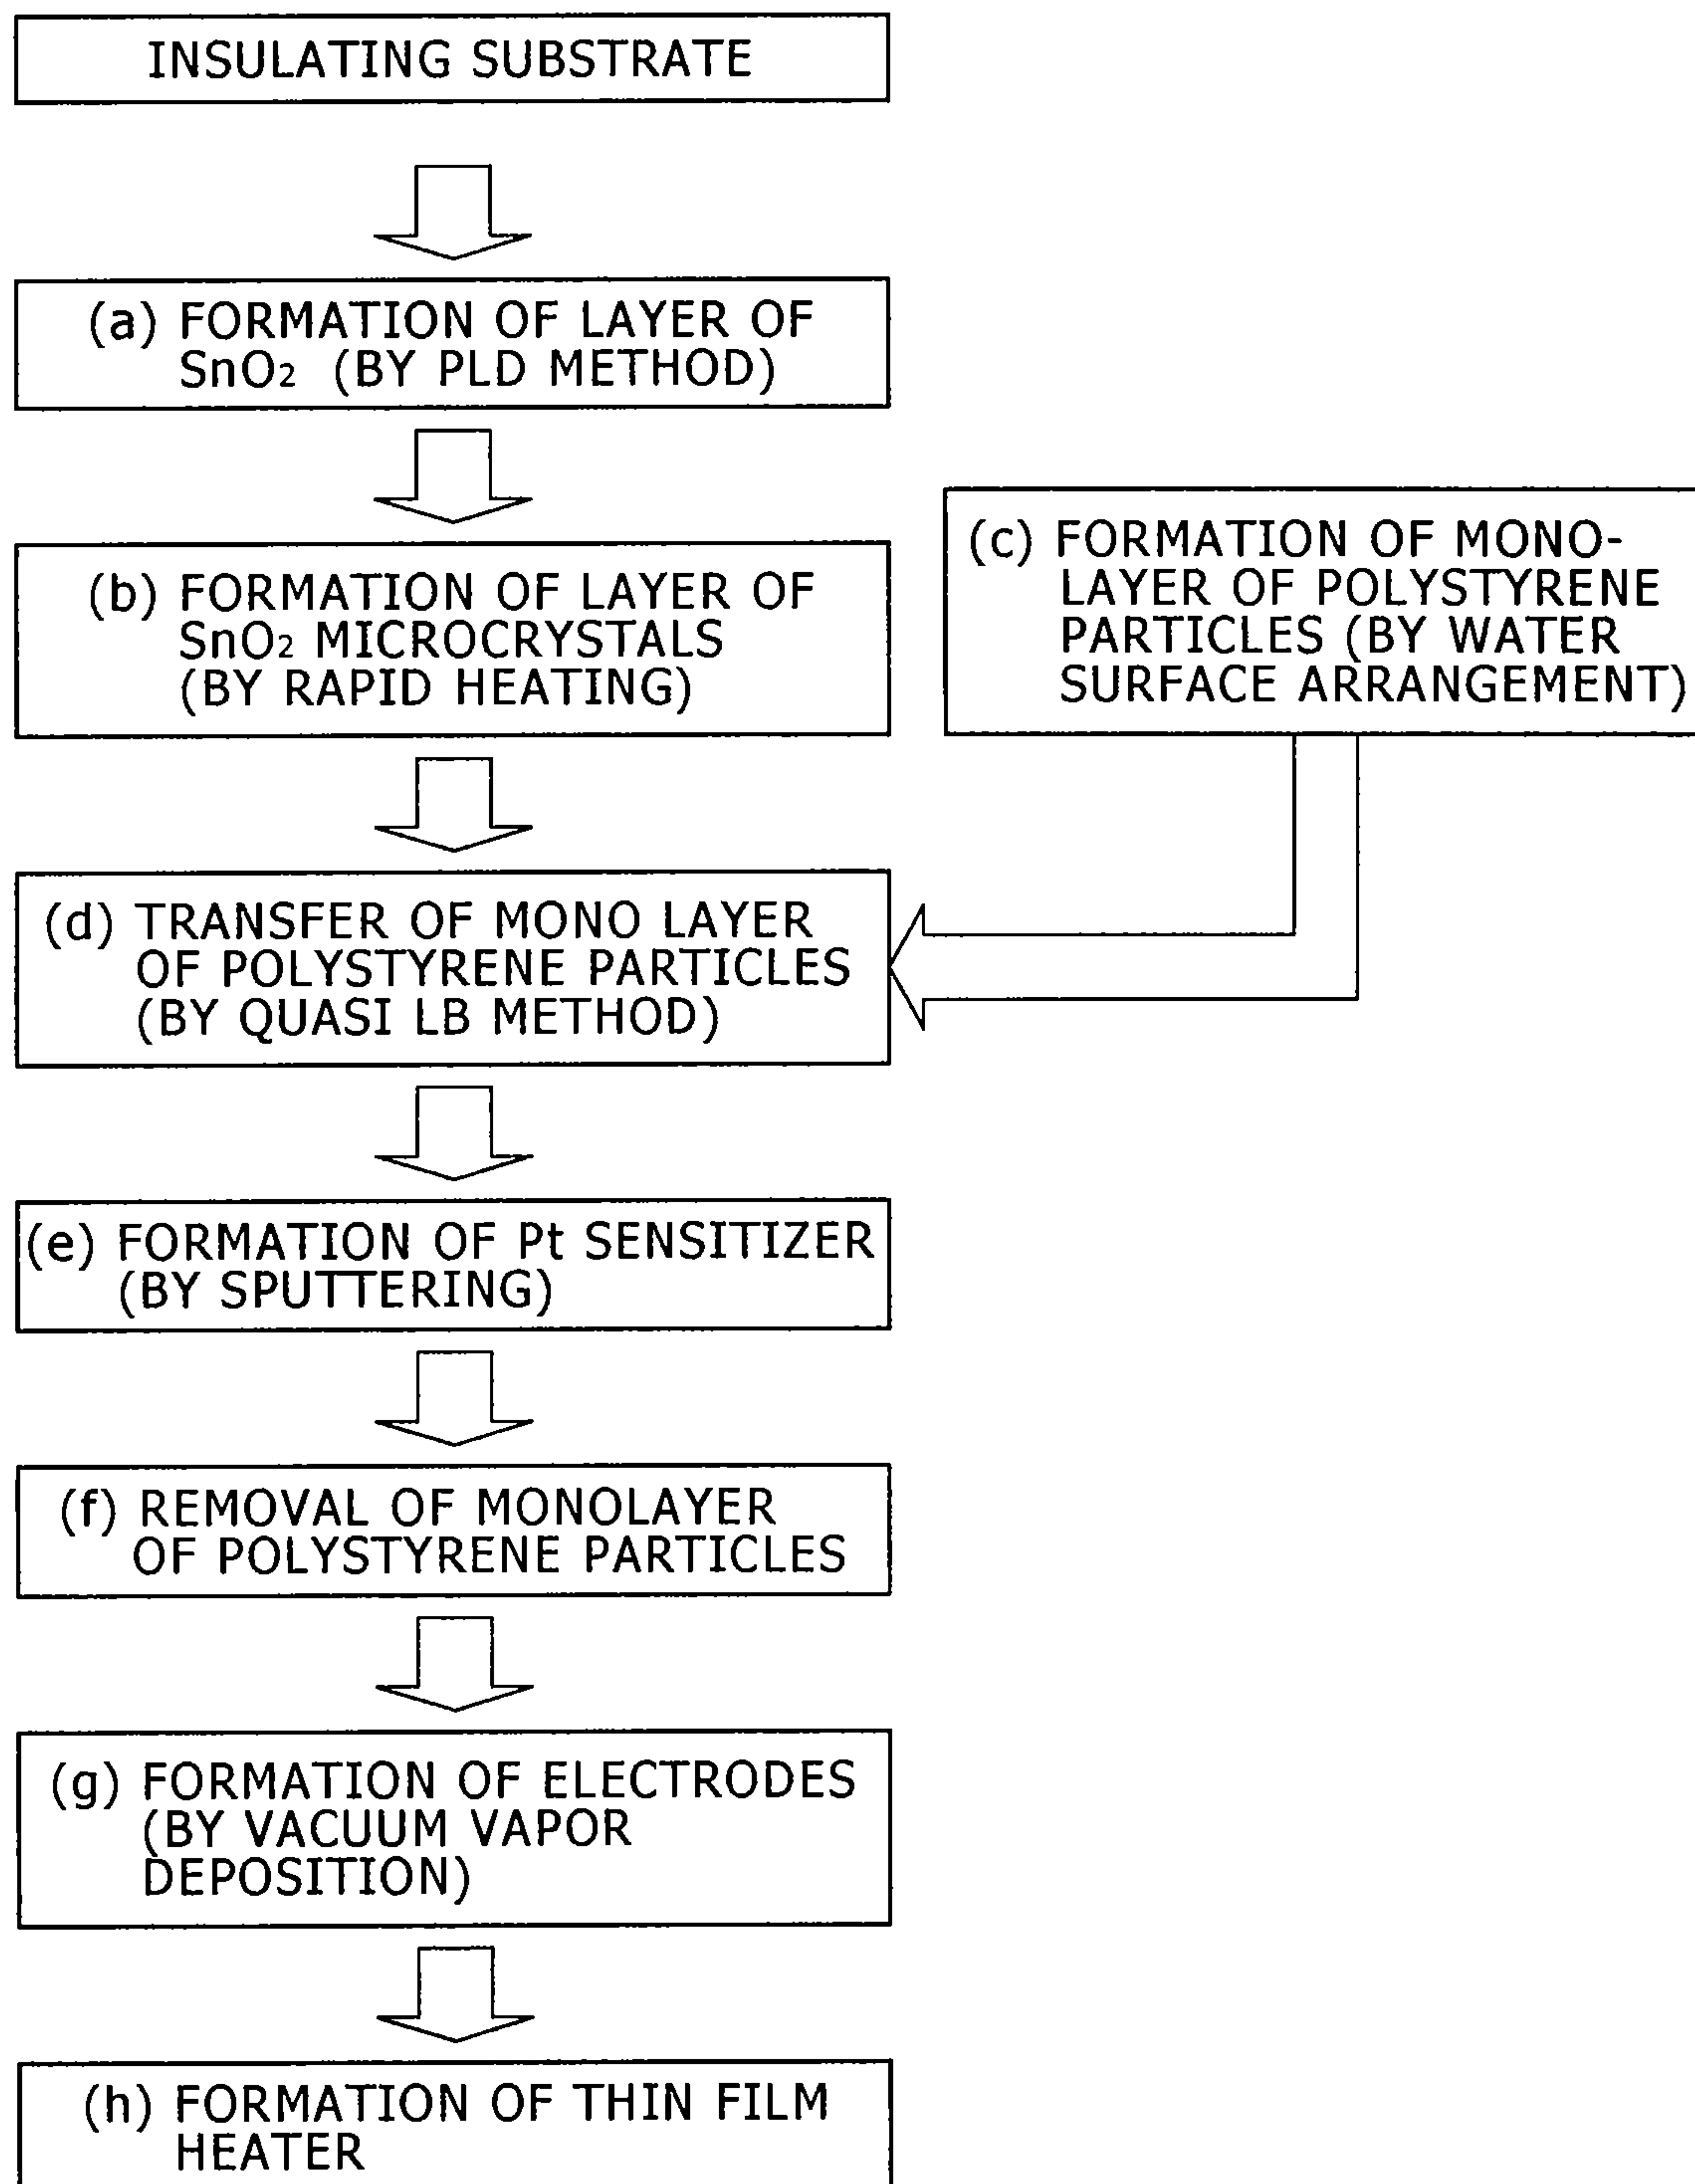 INSULATING SUBSTRATE
(a) FORMATION OF LAYER OF
SnO₂ (BY PLD METHOD)
(b) FORMATION OF LAYER OF
SnO₂ MICROCRYSTALS
(BY RAPID HEATING)
(c) FORMATION OF MONO-
LAYER OF POLYSTYRENE
PARTICLES (BY WATER
SURFACE ARRANGEMENT)
(d) TRANSFER OF MONO LAYER
OF POLYSTYRENE PARTICLES
(BY QUASI LB METHOD)
(e) FORMATION OF Pt SENSITIZER
(BY SPUTTERING)
(f) REMOVAL OF MONOLAYER
OF POLYSTYRENE PARTICLES
(g) FORMATION OF ELECTRODES
(BY VACUUM VAPOR
DEPOSITION)
(h) FORMATION OF THIN FILM
HEATER